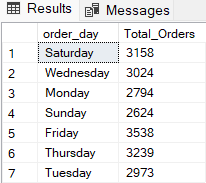 Results Messages
order_day Total_Orders
1 Saturday 3158
2 Wednesday 3024
3 Monday 2794
4 Sunday 2624
5 Friday 3538
6 Thursday 3239
7 Tuesday 2973